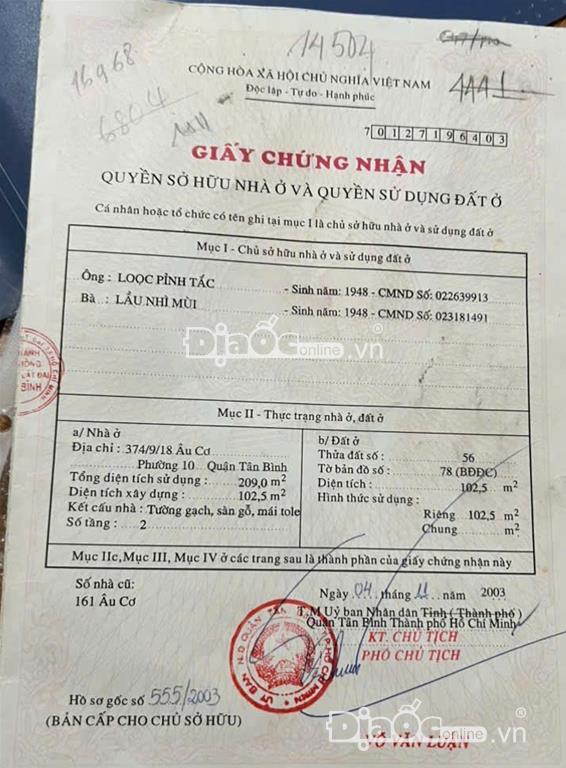 14504
15968
6804
4441
CỘNG HÒA XÃ HỘI CHỦ NGHĨA VIỆT NAM
Độc lập - Tự do - Hạnh phúc
7 0 1 2 7 1 9 6 4 0 3
GIẤY CHỨNG NHẬN
QUYỀN SỞ HỮU NHÀ Ở VÀ QUYỀN SỬ DỤNG ĐẤT Ở
Cá nhân hoặc tổ chức có tên ghi tại mục I là chủ sở hữu nhà ở và sử dụng đất ở
Mục I - Chủ sở hữu nhà ở và sử dụng đất ở
Ông : LOỌC PỈNH TẮC - Sinh năm: 1948 - CMND Số: 022639913
Bà : LẦU NHÌ MÙI - Sinh năm: 1948 - CMND Số: 023181491
ĐịaỐc online .vn
Mục II - Thực trạng nhà ở, đất ở
a/ Nhà ở
Địa chỉ : 374/9/18 Âu Cơ
Phường 10 Quận Tân Bình
Tổng diện tích sử dụng : 209,0 m2
Diện tích xây dựng : 102,5 m2
Kết cấu nhà : Tường gạch, sàn gỗ, mái tole
Số tầng : 2
b/ Đất ở
Thửa đất số : 56
Tờ bản đồ số : 78 (BĐĐC)
Diện tích : 102,5 m2
Hình thức sử dụng :
Riêng 102,5 m2
Chung m2
Mục IIc, Mục III, Mục IV ở các trang sau là thành phần của giấy chứng nhận này
Số nhà cũ:
161 Âu Cơ
Ngày 04 tháng 11 năm 2003
T.M Ủy ban Nhân dân Tỉnh ( Thành phố )
Quận Tân Bình Thành phố Hồ Chí Minh
KT. CHỦ TỊCH
PHÓ CHỦ TỊCH
Hồ sơ gốc số 555/2003
(BẢN CẤP CHO CHỦ SỞ HỮU)
VÕ VĂN LUẬN
ĐịaỐc online .vn